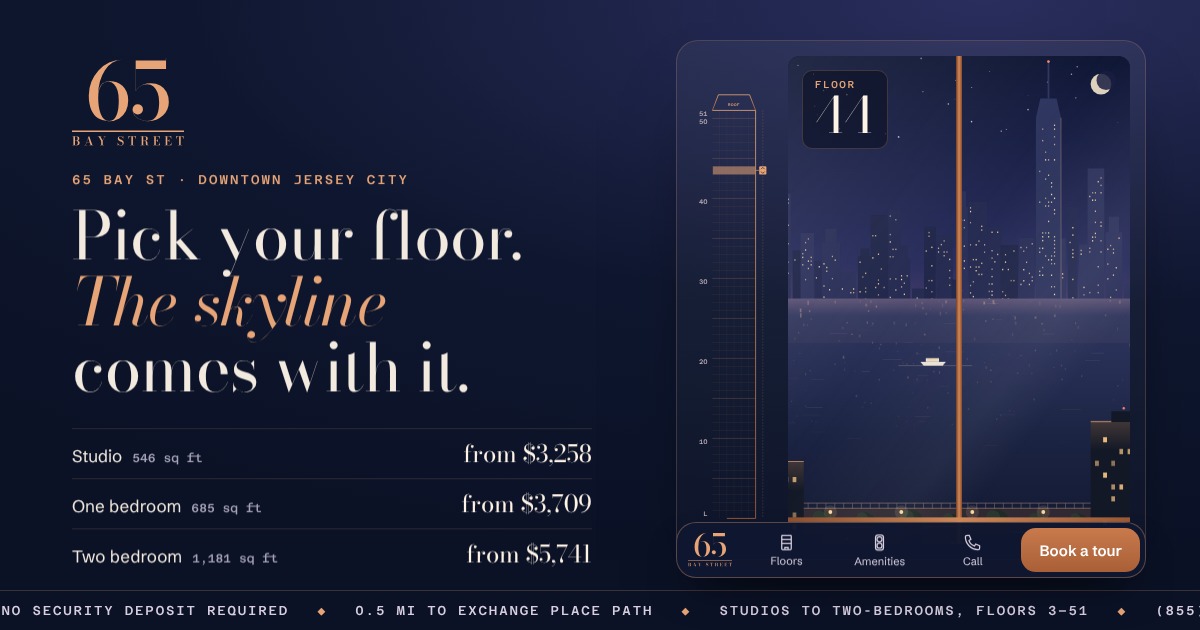 65
BAY STREET
65 BAY ST · DOWNTOWN JERSEY CITY
Pick your floor.
The skyline
comes with it.
Studio 546 sq ft from $3,258
One bedroom 685 sq ft from $3,709
Two bedroom 1,181 sq ft from $5,741
ROOF
51
50
40
30
20
10
L
FLOOR
44
65
BAY STREET
Floors
Amenities
Call
Book a tour
NO SECURITY DEPOSIT REQUIRED ◆ 0.5 MI TO EXCHANGE PLACE PATH ◆ STUDIOS TO TWO-BEDROOMS, FLOORS 3–51 ◆ (855)